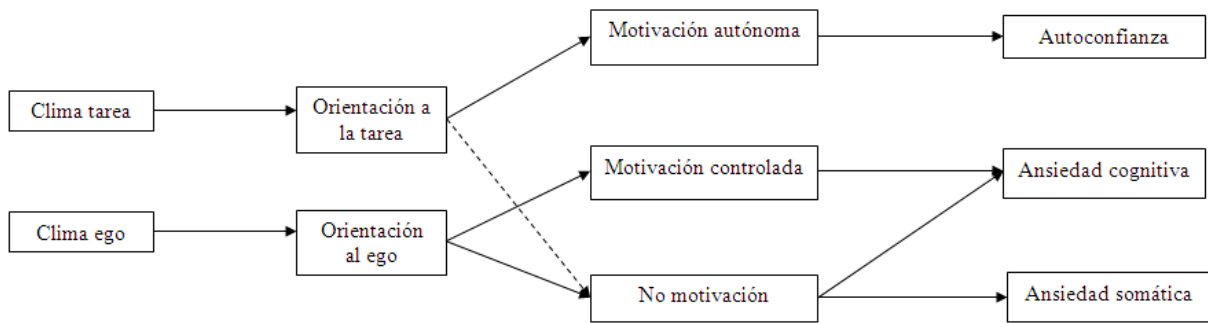 Motivación autónoma
Autoconfianza
Clima tarea
Orientación a
la tarea
Motivación controlada
Ansiedad cognitiva
Clima ego
Orientación
al ego
No motivación
Ansiedad somática